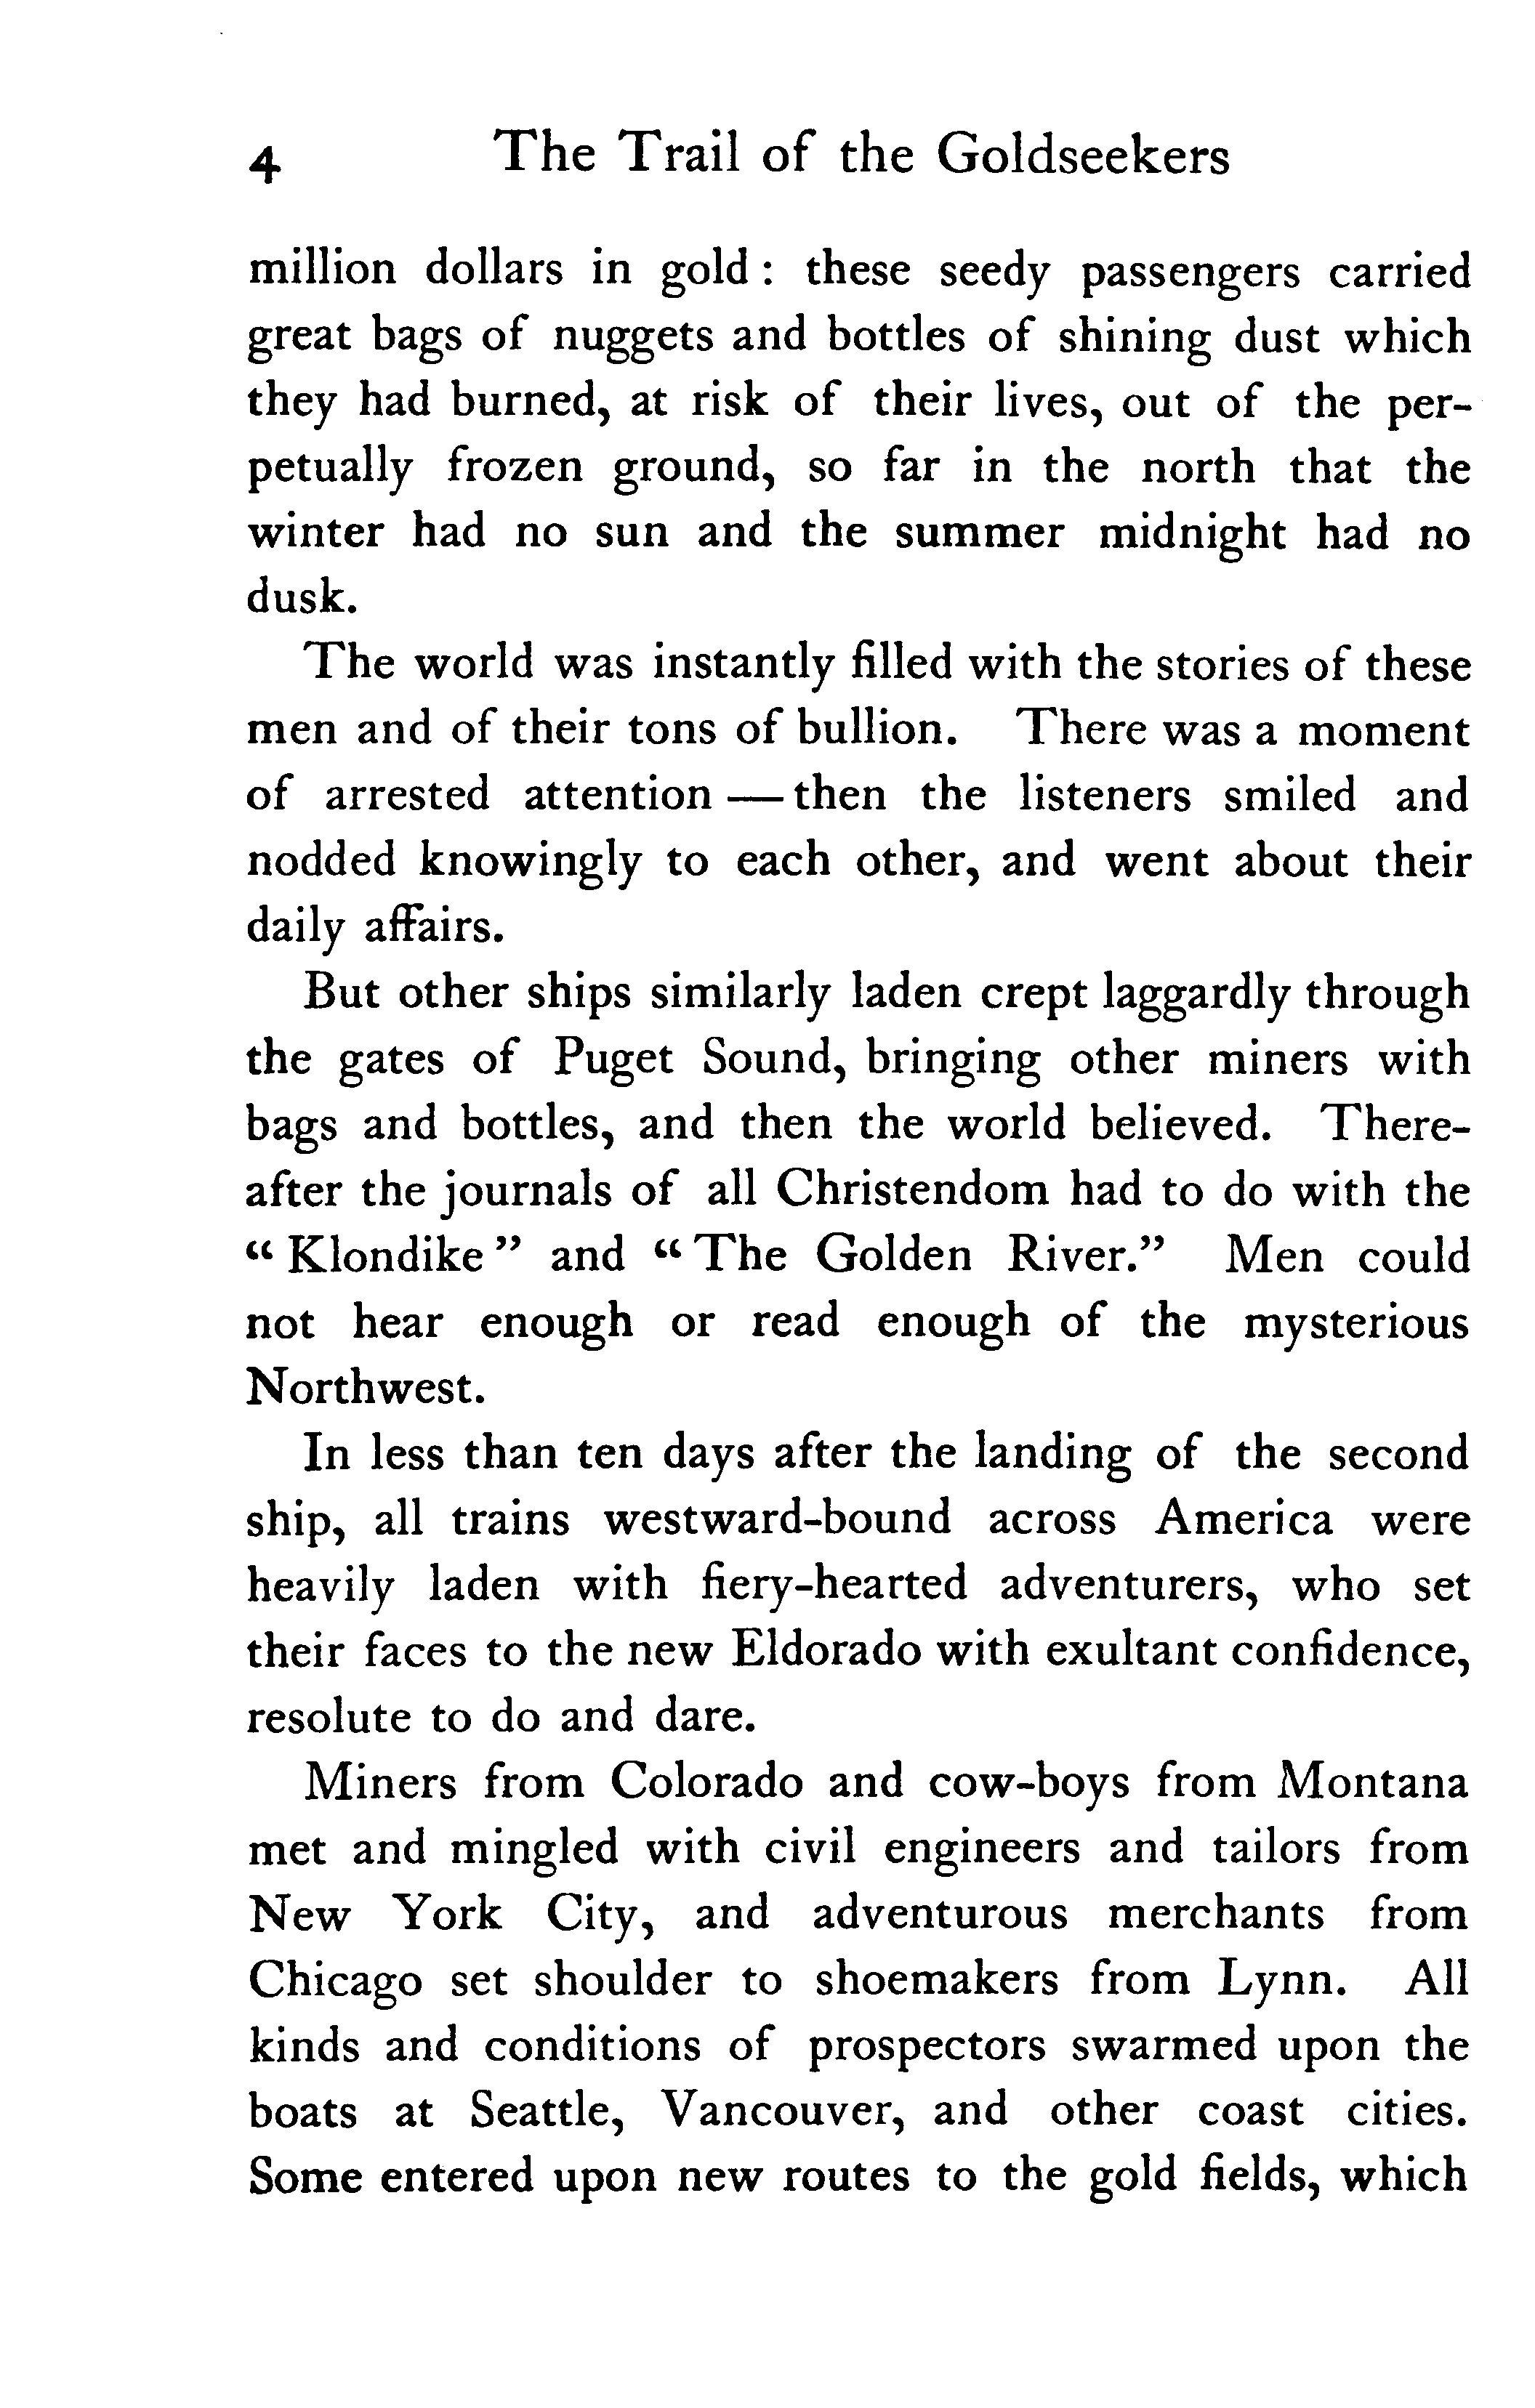 4 The Trail of the Goldseekers
million dollars in gold : these seedy passengers carried
great bags of nuggets and bottles of shining dust which
they had burned, at risk of their lives, out of the per-
petually frozen ground, so far in the north that the
winter had no sun and the summer midnight had no
dusk.
The world was instantly filled with the stories of these
men and of their tons of bullion. There was a moment
of arrested attention — then the listeners smiled and
nodded knowingly to each other, and went about their
daily affairs.
But other ships similarly laden crept laggardly through
the gates of Puget Sound, bringing other miners with
bags and bottles, and then the world believed. There-
after the journals of all Christendom had to do with the
“ Klondike ” and “ The Golden River.” Men could
not hear enough or read enough of the mysterious
Northwest.
In less than ten days after the landing of the second
ship, all trains westward-bound across America were
heavily laden with fiery-hearted adventurers, who set
their faces to the new Eldorado with exultant confidence,
resolute to do and dare.
Miners from Colorado and cow-boys from Montana
met and mingled with civil engineers and tailors from
New York City, and adventurous merchants from
Chicago set shoulder to shoemakers from Lynn. All
kinds and conditions of prospectors swarmed upon the
boats at Seattle, Vancouver, and other coast cities.
Some entered upon new routes to the gold fields, which